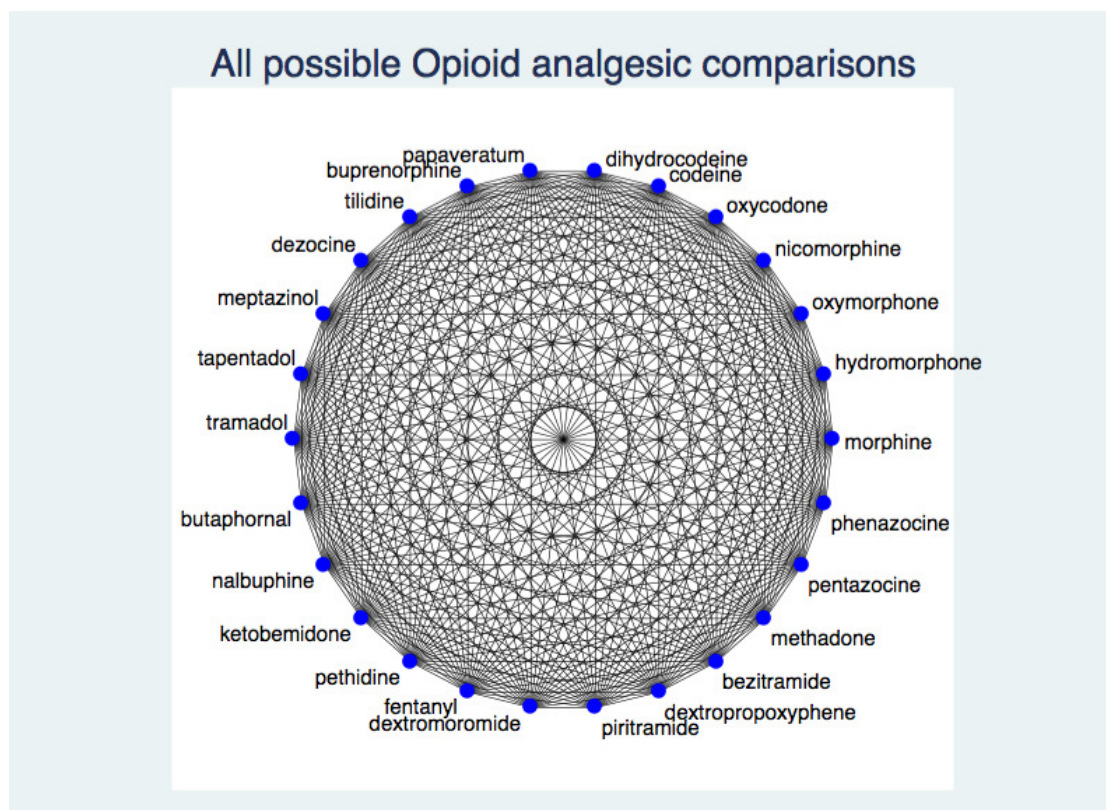 All possible Opioid analgesic comparisons
papaveratum
dihydrocodeine
buprenorphine
codeine
tilidine
oxycodone
dezocine
nicomorphine
meptazinol
oxymorphone
tapentadol
hydromorphone
tramadol
morphine
butaphornal
phenazocine
nalbuphine
pentazocine
ketobemidone
methadone
pethidine
bezitramide
fentanyl
dextropropoxyphene
dextromoromide
piritramide